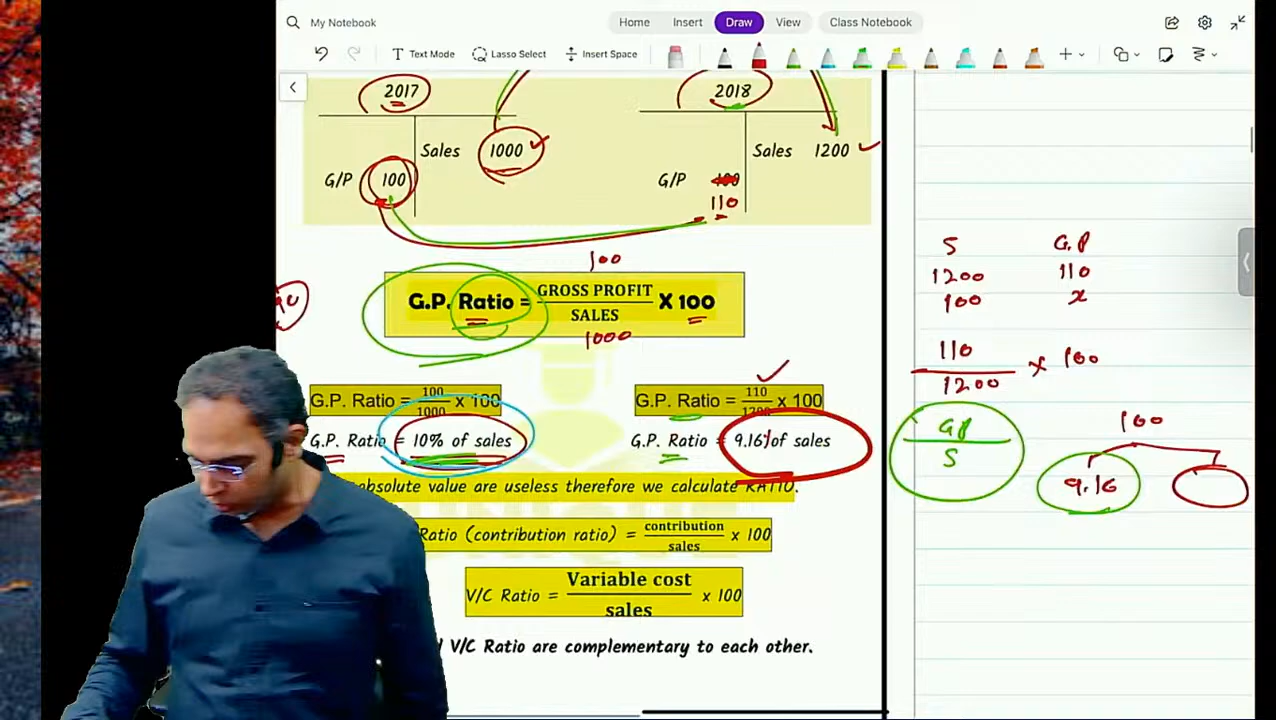 My Notebook
Home Insert Draw View Class Notebook
Text Mode Lasso Select Insert Space
2017 2018
Sales 1000 Sales 1200
G/P 100 G/P 100
110
100
G.P. Ratio = GROSS PROFIT / SALES X 100
1000
S G.P
1200 110
100 x
110 / 1200 x 100
G.P. Ratio = 100/1000 x 100 G.P. Ratio = 110/1200 x 100
G.P. Ratio = 10% of sales G.P. Ratio = 9.16% of sales
GP / S
100
9.16
absolute value are useless therefore we calculate RATIO.
Ratio (contribution ratio) = contribution / sales x 100
V/C Ratio = Variable cost / sales x 100
V/C Ratio are complementary to each other.